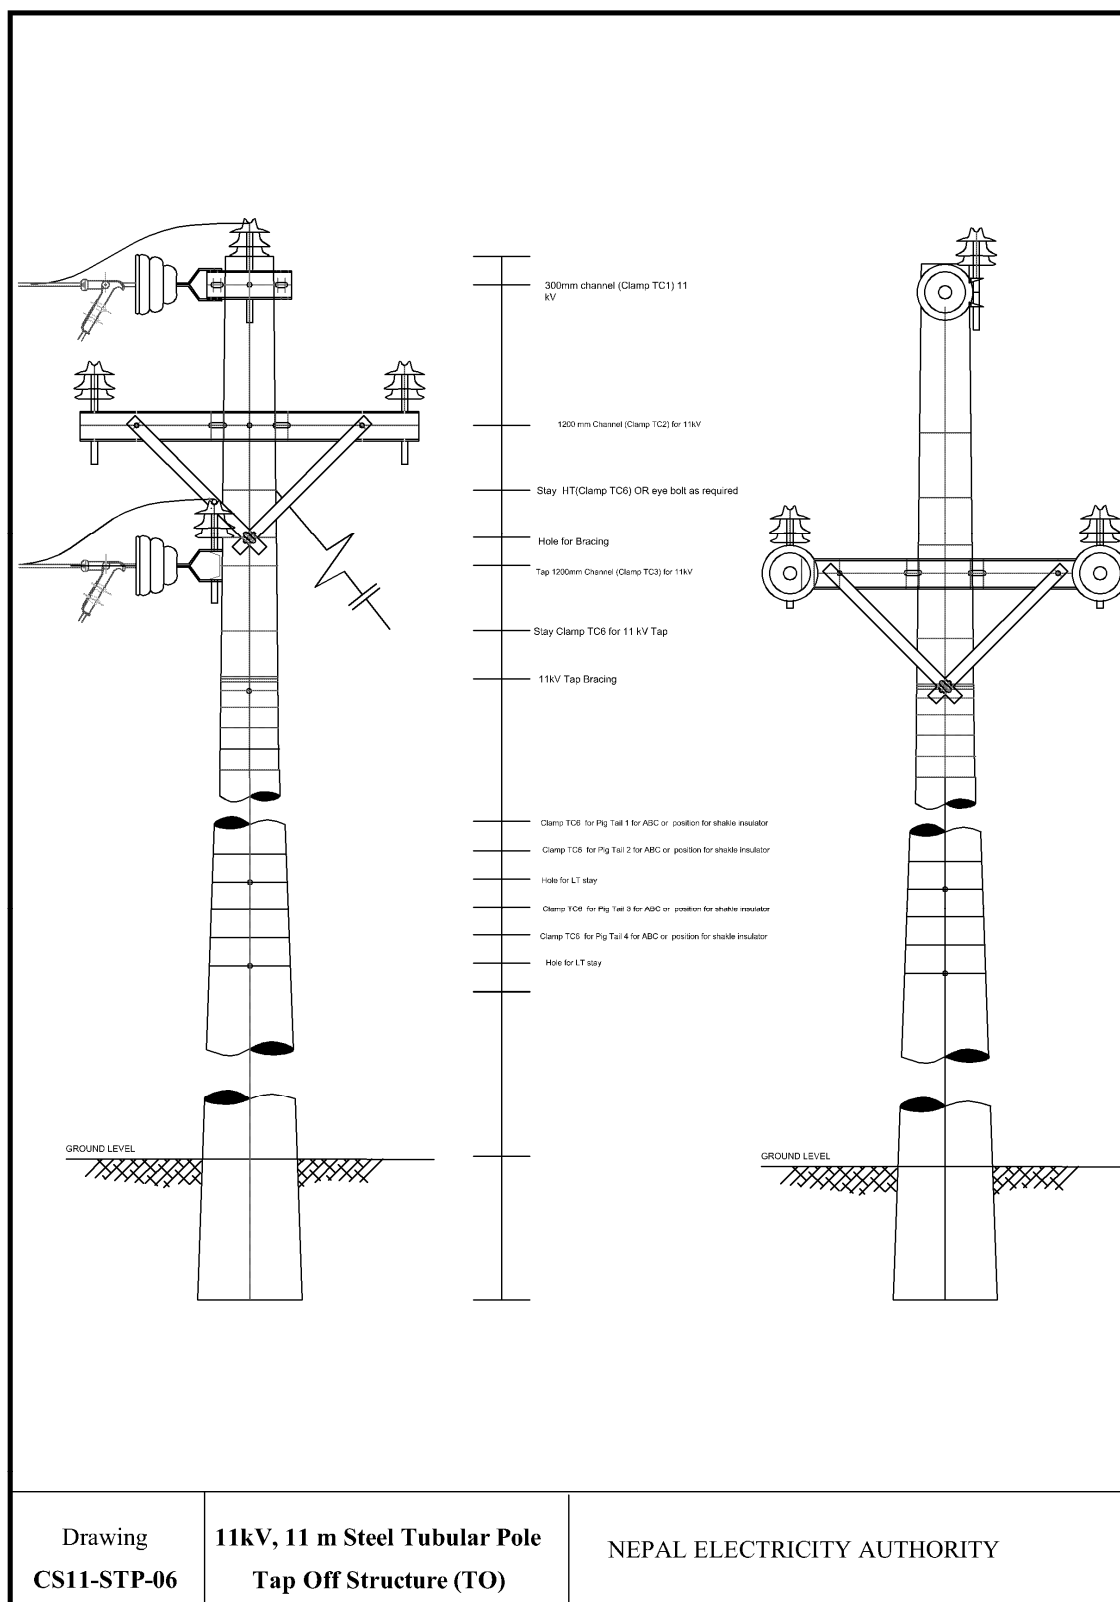 300mm channel (Clamp TC1) 11
kV
1200 mm Channel (Clamp TC2) for 11kV
Stay HT(Clamp TC6) OR eye bolt as required
Hole for Bracing
Tap 1200mm Channel (Clamp TC3) for 11kV
Stay Clamp TC6 for 11 kV Tap
11kV Tap Bracing
Clamp TC6 for Pig Tail 1 for ABC or position for shakle insulator
Clamp TC6 for Pig Tail 2 for ABC or position for shakle insulator
Hole for LT stay
Clamp TC6 for Pig Tail 3 for ABC or position for shakle insulator
Clamp TC6 for Pig Tail 4 for ABC or position for shakle insulator
Hole for LT stay
GROUND LEVEL
GROUND LEVEL
Drawing
CS11-STP-06
11kV, 11 m Steel Tubular Pole
Tap Off Structure (TO)
NEPAL ELECTRICITY AUTHORITY